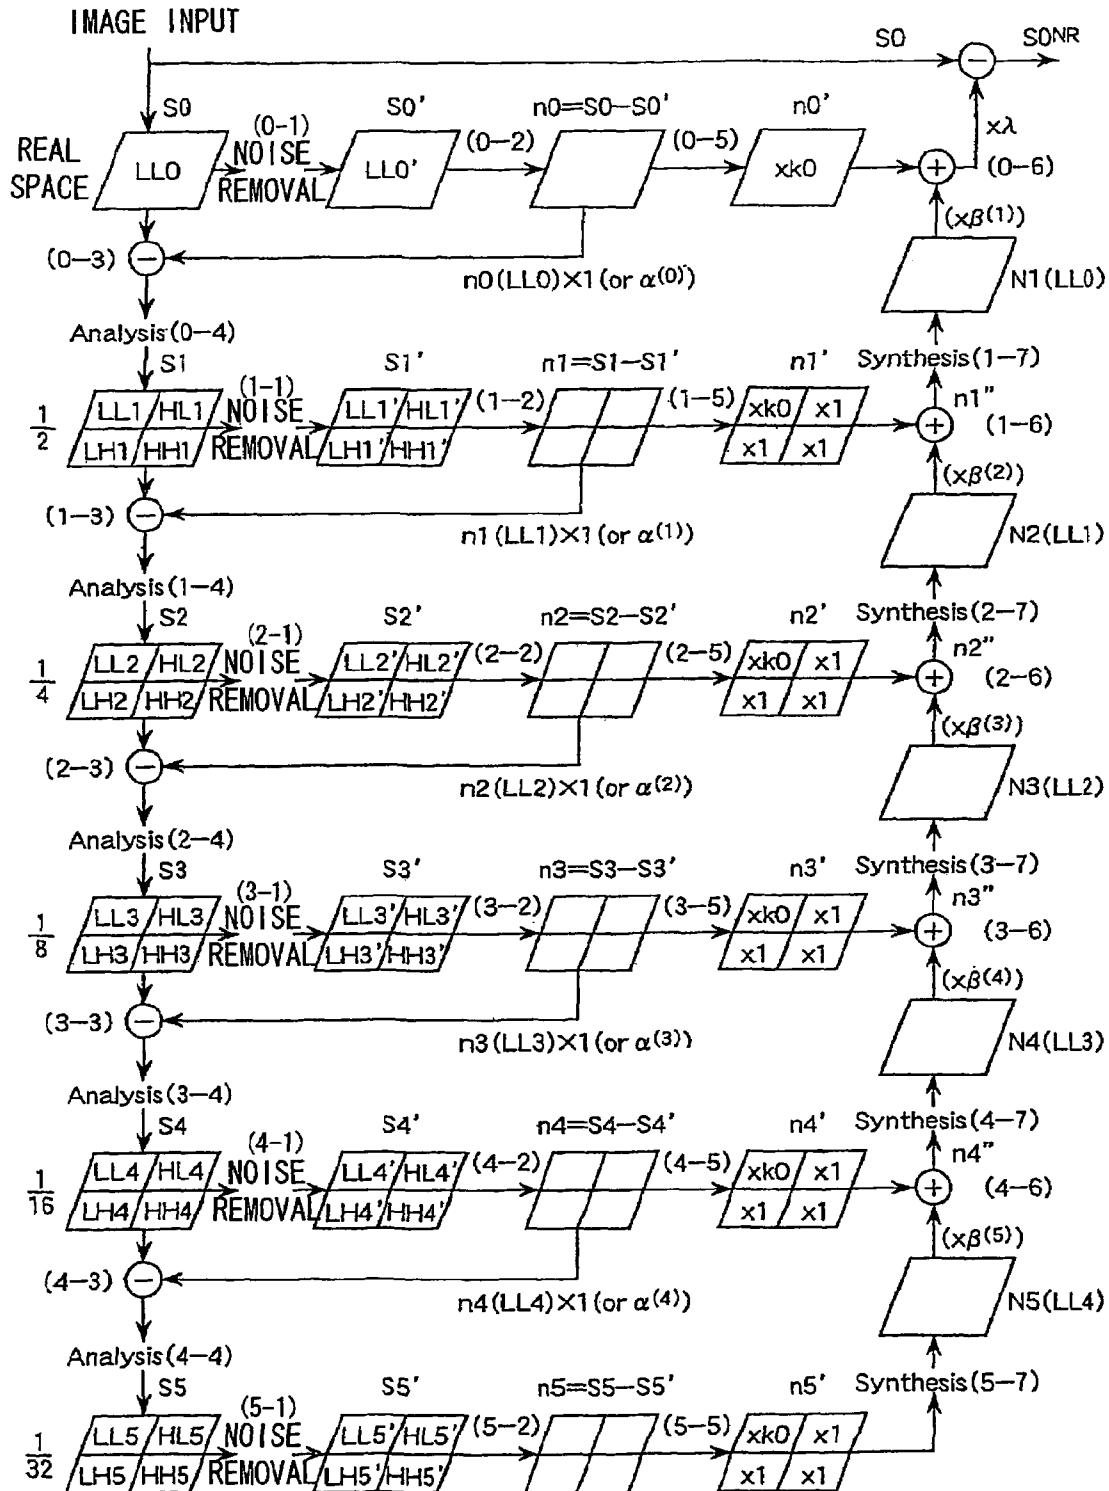 IMAGE INPUT
S0 S0NR
S0 S0' n0=S0−S0' n0' xλ
REAL SPACE LL0 (0−1) NOISE REMOVAL LL0' (0−2) (0−5) xk0 + (0−6)
(xβ(1))
(0−3) − n0(LL0)×1(or α(0)) N1(LL0)
Analysis(0−4)
S1 S1' n1=S1−S1' n1' Synthesis(1−7)
n1"
1/2 LL1 HL1 LH1 HH1 (1−1) NOISE REMOVAL LL1' HL1' LH1' HH1' (1−2) (1−5) xk0 x1 x1 x1 + (1−6)
(xβ(2))
(1−3) − n1(LL1)×1(or α(1)) N2(LL1)
Analysis(1−4)
S2 S2' n2=S2−S2' n2' Synthesis(2−7)
n2"
1/4 LL2 HL2 LH2 HH2 (2−1) NOISE REMOVAL LL2' HL2' LH2' HH2' (2−2) (2−5) xk0 x1 x1 x1 + (2−6)
(xβ(3))
(2−3) − n2(LL2)×1(or α(2)) N3(LL2)
Analysis(2−4)
S3 S3' n3=S3−S3' n3' Synthesis(3−7)
n3"
1/8 LL3 HL3 LH3 HH3 (3−1) NOISE REMOVAL LL3' HL3' LH3' HH3' (3−2) (3−5) xk0 x1 x1 x1 + (3−6)
(xβ(4))
(3−3) − n3(LL3)×1(or α(3)) N4(LL3)
Analysis(3−4)
S4 S4' n4=S4−S4' n4' Synthesis(4−7)
n4"
1/16 LL4 HL4 LH4 HH4 (4−1) NOISE REMOVAL LL4' HL4' LH4' HH4' (4−2) (4−5) xk0 x1 x1 x1 + (4−6)
(xβ(5))
(4−3) − n4(LL4)×1(or α(4)) N5(LL4)
Analysis(4−4)
S5 S5' n5=S5−S5' n5' Synthesis(5−7)
1/32 LL5 HL5 LH5 HH5 (5−1) NOISE REMOVAL LL5' HL5' LH5' HH5' (5−2) (5−5) xk0 x1 x1 x1